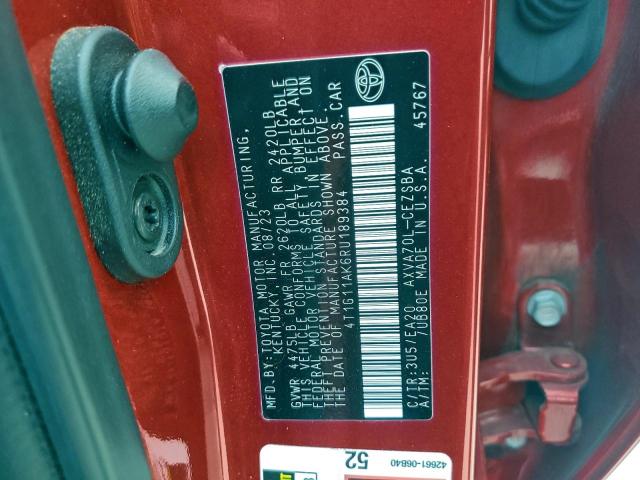 MFD.BY:TOYOTA MOTOR MANUFACTURING,
KENTUCKY, INC. 08/23
GVWR 4475LB GAWR FR 2620LB RR 2420LB
THIS VEHICLE CONFORMS TO ALL APPLICABLE
FEDERAL MOTOR VEHICLE SAFETY BUMPER AND
THEFT PREVENTION STANDARDS IN EFFECT ON
THE DATE OF MANUFACTURE SHOWN ABOVE.
4T1G11AK6RU189384 PASS.CAR
C/TR:3U5/EA20 AXVA70L-CEZSBA
A/TM: 7UB80E MADE IN U.S.A. 45767
52
42661-06B40